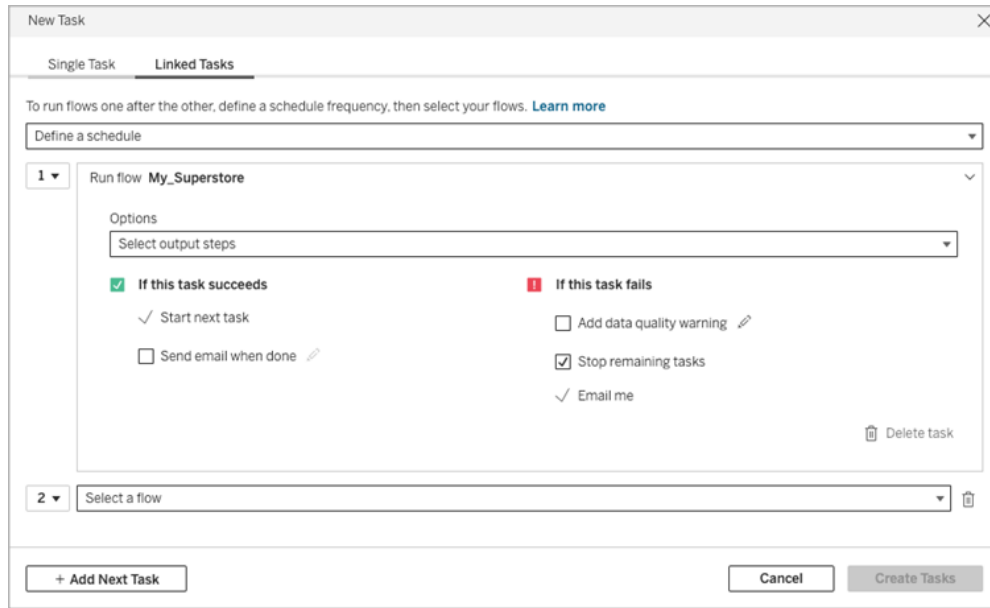 New Task
Single Task Linked Tasks
To run flows one after the other, define a schedule frequency, then select your flows. Learn more
Define a schedule
1 Run flow My_Superstore
Options
Select output steps
If this task succeeds If this task fails
Start next task Add data quality warning
Send email when done Stop remaining tasks
Email me
Delete task
2 Select a flow
+ Add Next Task Cancel Create Tasks